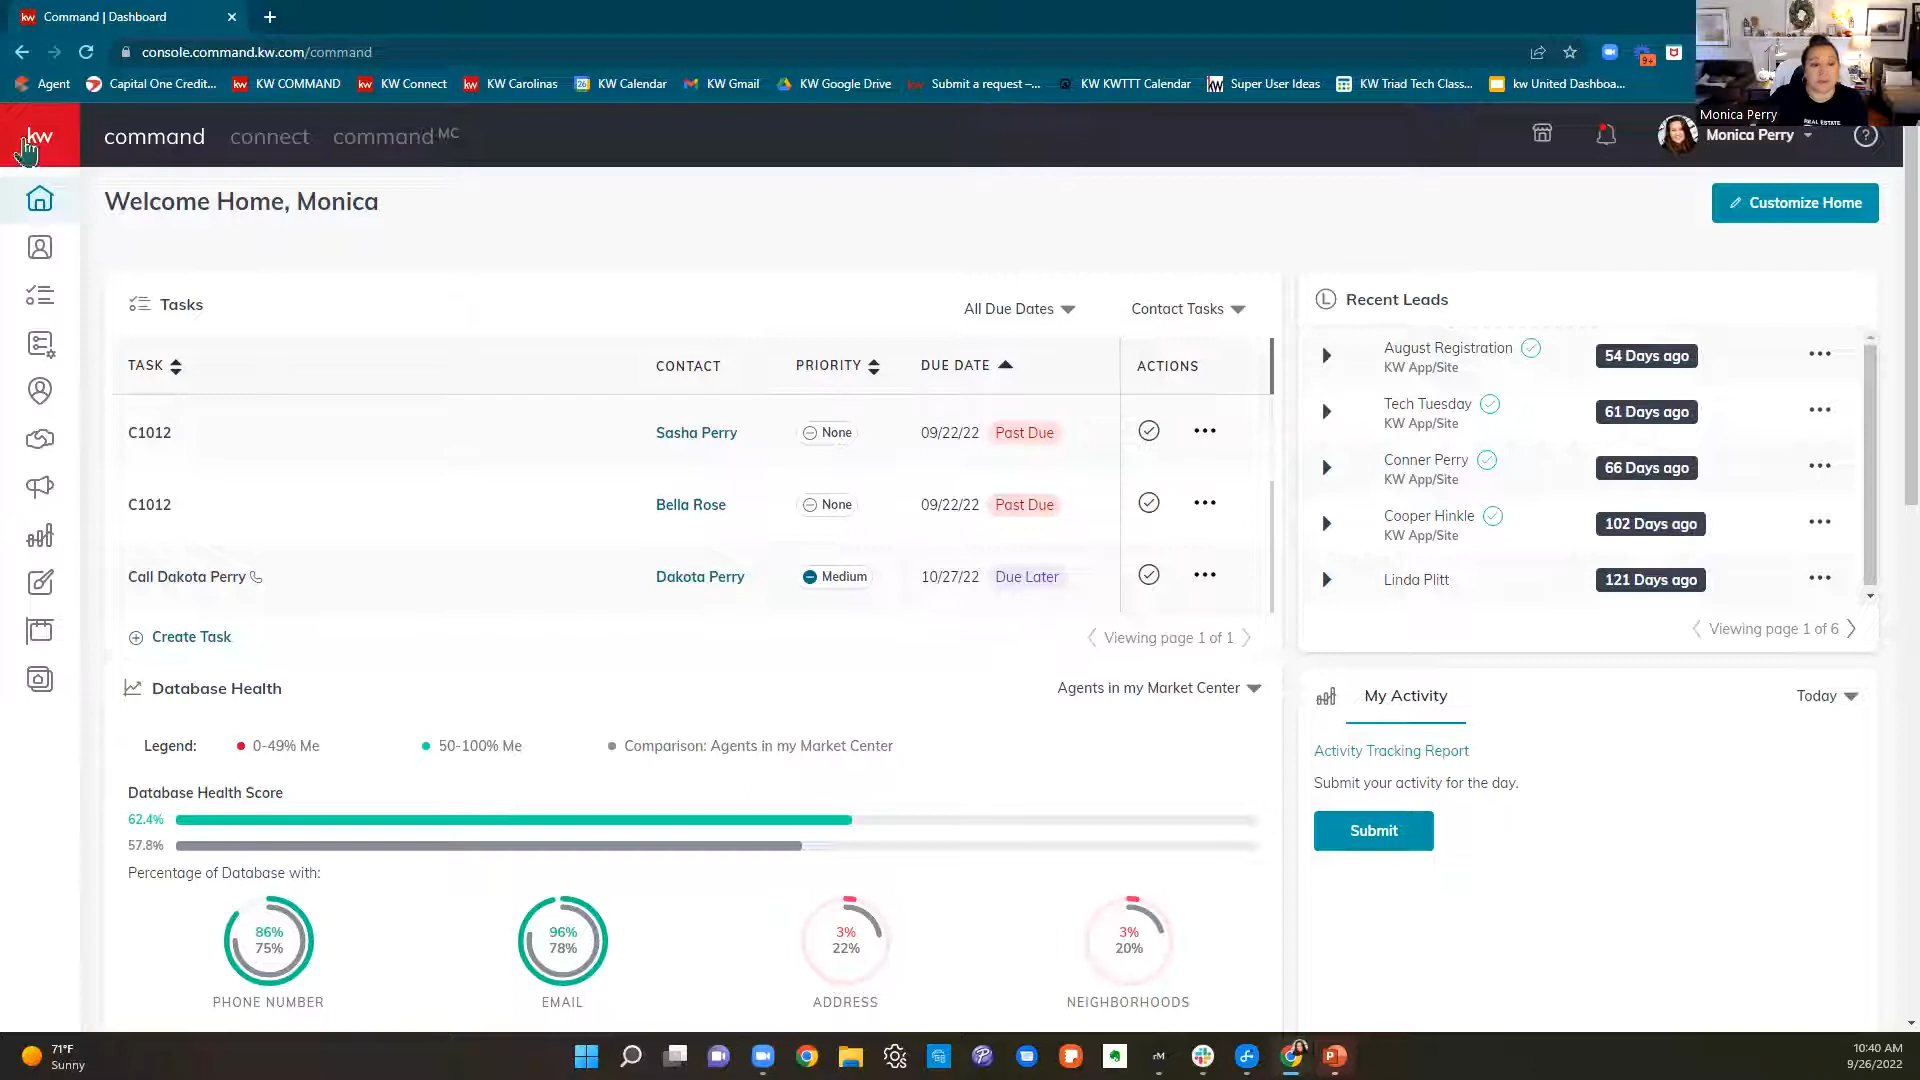 kw Command | Dashboard
console.command.kw.com/command
9+
Agent
Capital One Credit...
KW COMMAND
KW Connect
KW Carolinas
KW Calendar
KW Gmail
KW Google Drive
Submit a request –...
KW KWTTT Calendar
Super User Ideas
KW Triad Tech Class...
kw United Dashboa...
REAL ESTATE
Monica Perry
kw command connect command MC
Monica Perry
Welcome Home, Monica
Customize Home
Tasks
All Due Dates
Contact Tasks
TASK CONTACT PRIORITY DUE DATE ACTIONS
C1012 Sasha Perry None 09/22/22 Past Due
C1012 Bella Rose None 09/22/22 Past Due
Call Dakota Perry Dakota Perry Medium 10/27/22 Due Later
Create Task
Viewing page 1 of 1
Recent Leads
August Registration 54 Days ago
KW App/Site
Tech Tuesday 61 Days ago
KW App/Site
Conner Perry 66 Days ago
KW App/Site
Cooper Hinkle 102 Days ago
KW App/Site
Linda Plitt 121 Days ago
Viewing page 1 of 6
Database Health
Agents in my Market Center
Legend: 0-49% Me 50-100% Me Comparison: Agents in my Market Center
Database Health Score
62.4%
57.8%
Percentage of Database with:
86% 96% 3% 3%
75% 78% 22% 20%
PHONE NUMBER EMAIL ADDRESS NEIGHBORHOODS
My Activity
Today
Activity Tracking Report
Submit your activity for the day.
Submit
71°F
Sunny
10:40 AM
9/26/2022